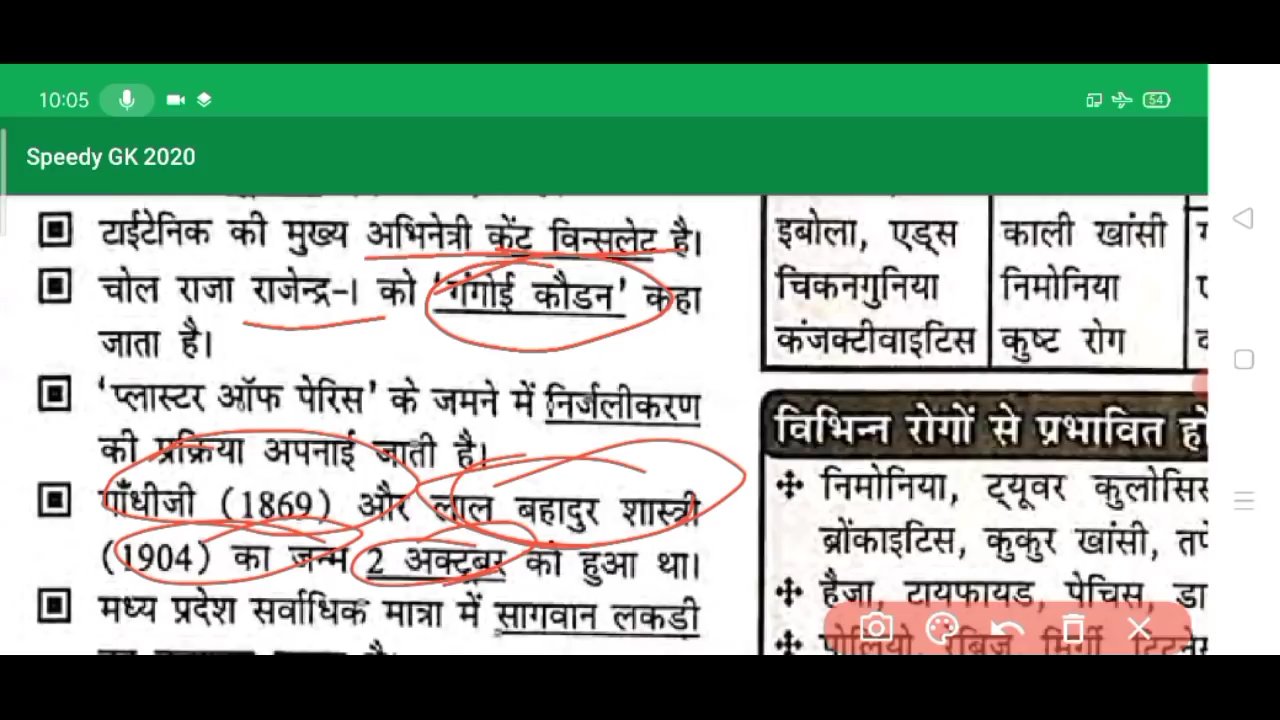 10:05
54
Speedy GK 2020
टाईटेनिक की मुख्य अभिनेत्री केंट विन्सलेट है।
चोल राजा राजेन्द्र-I को 'गंगोई कौडन' कहा
जाता है।
'प्लास्टर ऑफ पेरिस' के जमने में निर्जलीकरण
की प्रक्रिया अपनाई जाती है।
गाँधीजी (1869) और लाल बहादुर शास्त्री
(1904) का जन्म 2 अक्टूबर को हुआ था।
मध्य प्रदेश सर्वाधिक मात्रा में सागवान लकडी
इबोला, एड्स काली खांसी
चिकनगुनिया निमोनिया
कंजक्टीवाइटिस कुष्ट रोग
विभिन्न रोगों से प्रभावित
निमोनिया, ट्यूवर कुलोसिस
ब्रोंकाइटिस, कुकुर खांसी,
हैजा, टायफायड, पेचिस,
पोलियो, रेबिज मिर्गी